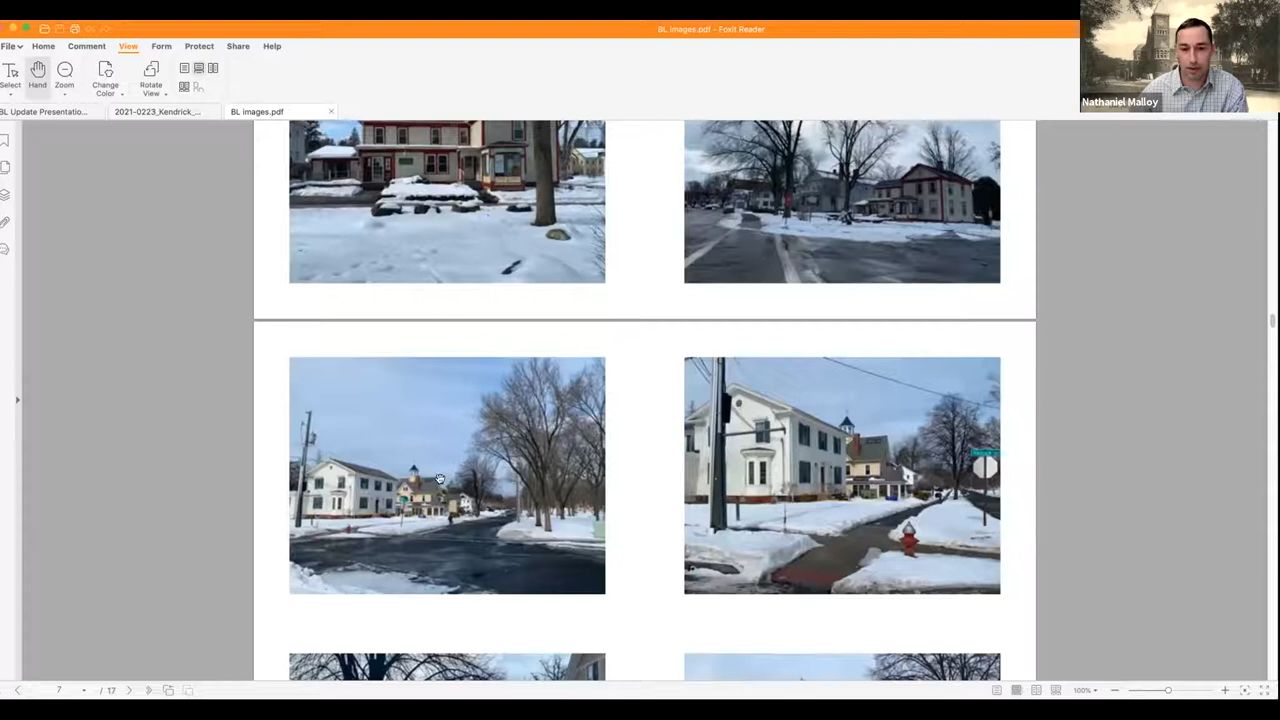 BL images.pdf - Foxit Reader
File Home Comment View Form Protect Share Help
Select Hand Zoom Change Color Rotate View
BL Update Presentatio... 2021-0223_Kendrick_... BL images.pdf ×
Nathaniel Malloy
7 / 17 100%